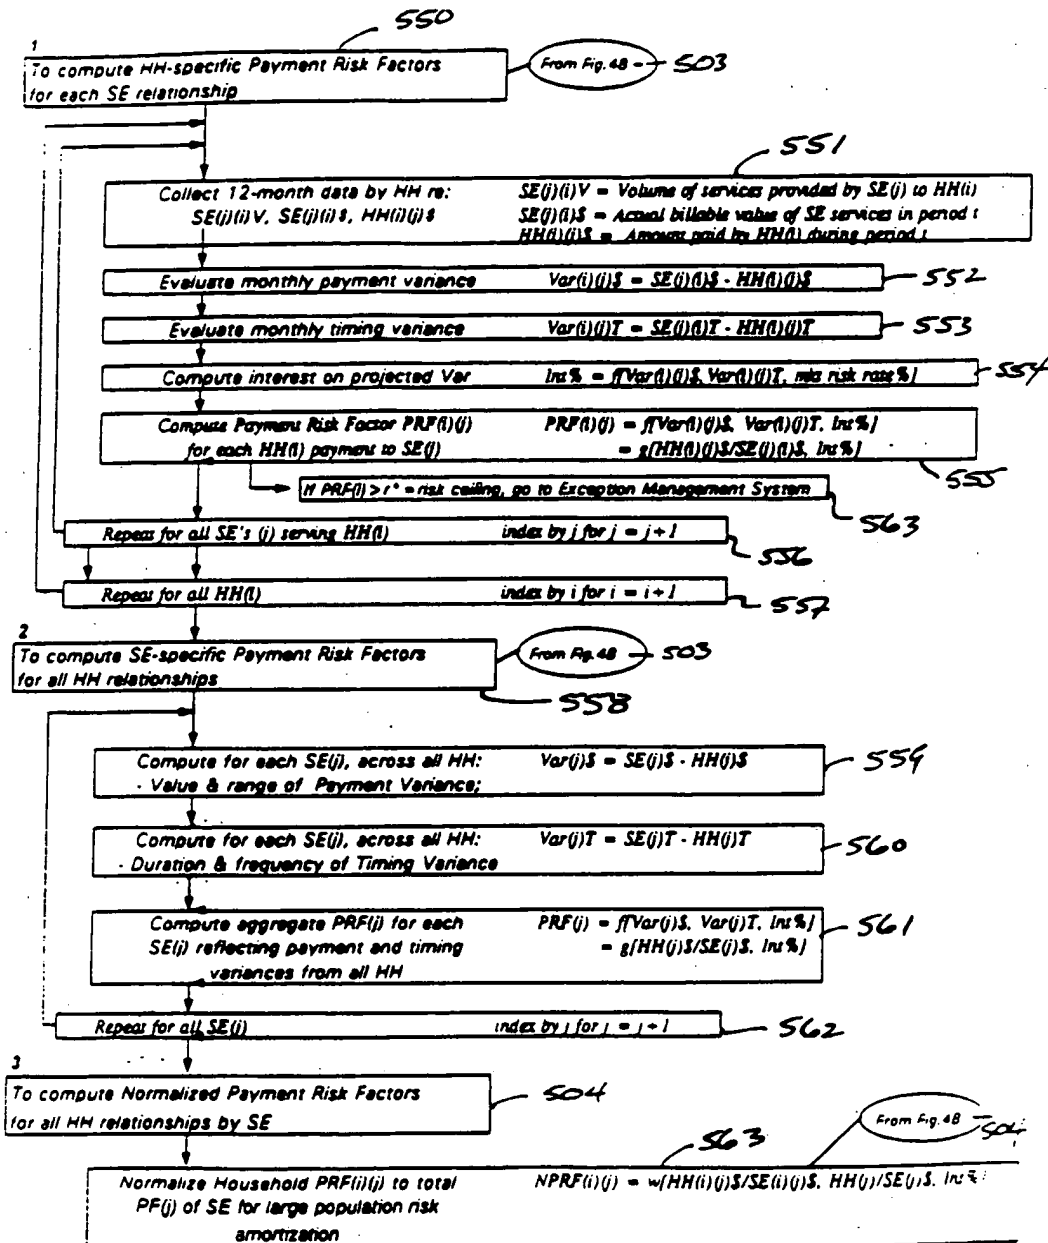 550
1
To compute HH-specific Payment Risk Factors
for each SE relationship
From Fig. 4B
503
551
Collect 12-month data by HH re:
SE(j)(i)V, SE(j)(i)$, HH(i)(j)$
SE(j)(i)V = Volume of services provided by SE(j) to HH(i)
SE(j)(i)$ = Actual billable value of SE services in period t
HH(i)(j)$ = Amount paid by HH(i) during period t
Evaluate monthly payment variance Var(i)(j)$ = SE(j)(i)$ - HH(i)(j)$
552
Evaluate monthly timing variance Var(i)(j)T = SE(j)(i)T - HH(i)(j)T
553
Compute interest on projected Var Int% = f[Var(i)(j)$, Var(i)(j)T, mkt risk rate%]
554
Compute Payment Risk Factor PRF(i)(j) PRF(i)(j) = f[Var(i)(j)$, Var(i)(j)T, Int%]
for each HH(i) payment to SE(j) = g[HH(i)(j)$/SE(j)(i)$, Int%]
555
If PRF(i) > r* = risk ceiling, go to Exception Management System
563
Repeat for all SE's (j) serving HH(i) index by j for j = j + 1
556
Repeat for all HH(i) index by i for i = i + 1
557
2
To compute SE-specific Payment Risk Factors
for all HH relationships
From Fig. 4B
503
558
Compute for each SE(j), across all HH: Var(j)$ = SE(j)$ - HH(j)$
- Value & range of Payment Variance;
559
Compute for each SE(j), across all HH: Var(j)T = SE(j)T - HH(j)T
- Duration & frequency of Timing Variance
560
Compute aggregate PRF(j) for each PRF(j) = f[Var(j)$, Var(j)T, Int%]
SE(j) reflecting payment and timing = g[HH(j)$/SE(j)$, Int%]
variances from all HH
561
Repeat for all SE(j) index by j for j = j + 1
562
3
To compute Normalized Payment Risk Factors
for all HH relationships by SE
504
From Fig. 4B
504
563
Normalize Household PRF(i)(j) to total NPRF(i)(j) = w[HH(i)(j)$/SE(i)(j)$, HH(j)/SE(j)$, Int%]
PF(j) of SE for large population risk
amortization